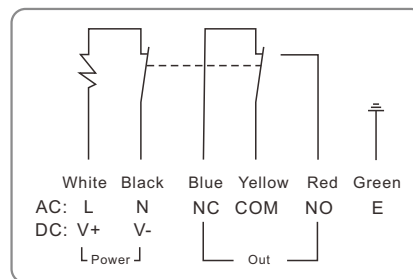 White Black Blue Yellow Red Green
AC: L N NC COM NO E
DC: V+ V-
Power Out